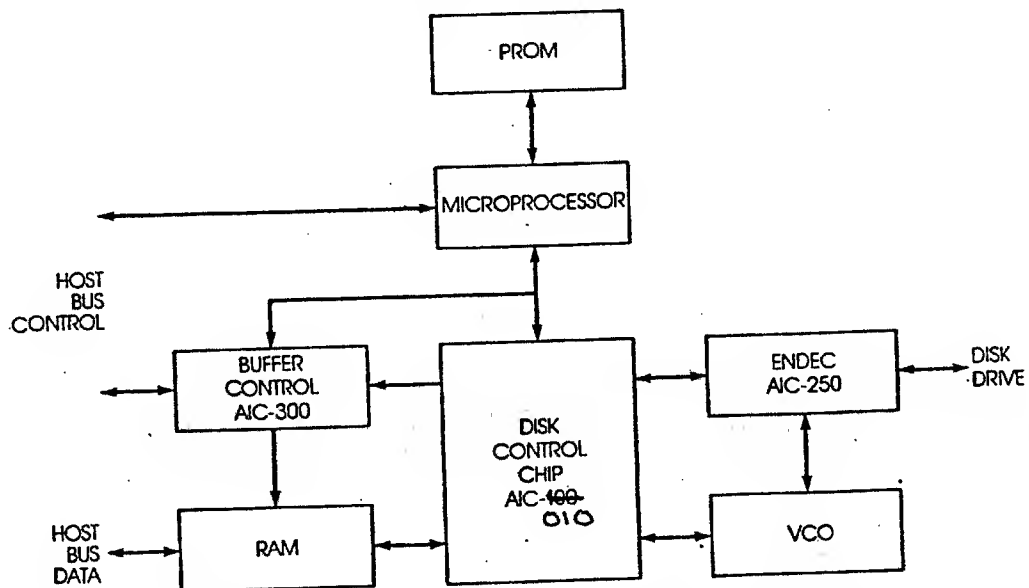 PROM
MICROPROCESSOR
HOST
BUS
CONTROL
BUFFER
CONTROL
AIC-300
DISK
CONTROL
CHIP
AIC-100
010
ENDEC
AIC-250
DISK
DRIVE
HOST
BUS
DATA
RAM
VCO